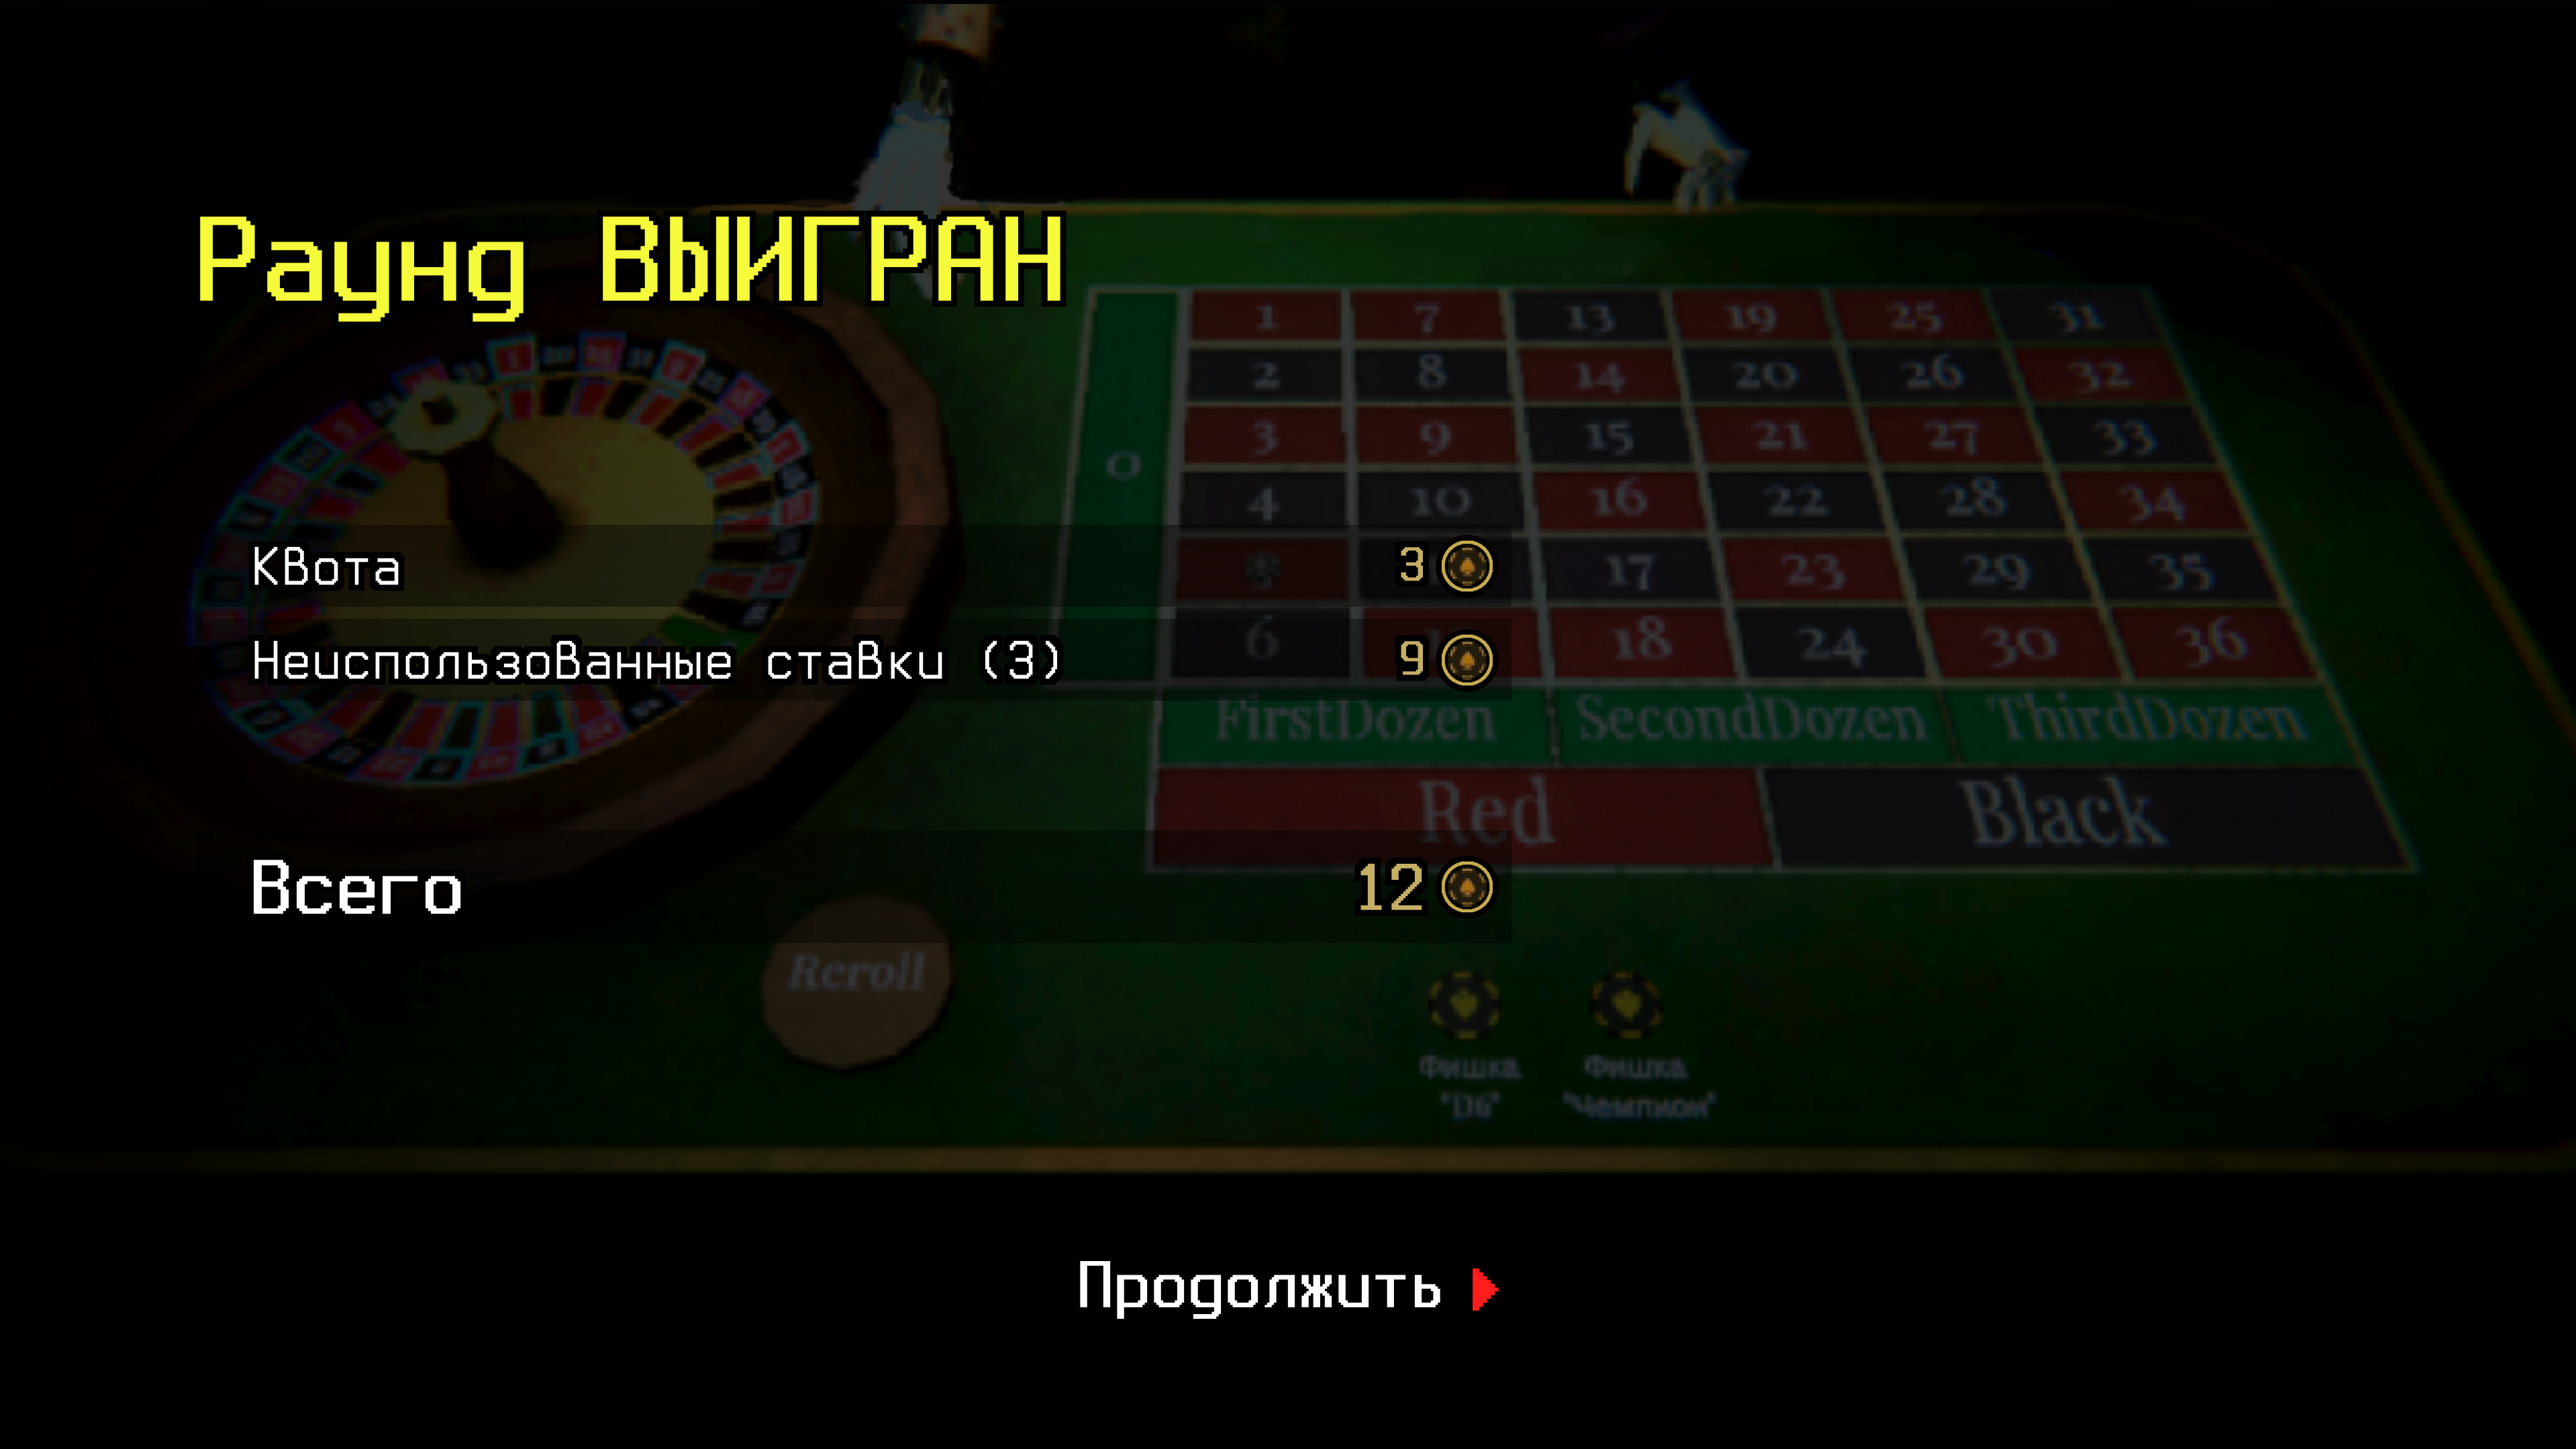 Раунд ВЫИГРАН
1 7 13 19 25 31
2 8 14 20 26 32
3 9 15 21 27 33
0
4 10 16 22 28 34
Квота 3
17 23 29 35
Неиспользованные ставки (3) 9
6 18 24 30 36
FirstDozen SecondDozen ThirdDozen
Red Black
Всего 12
Reroll
Фишка "D6"
Фишка "Чемпион"
Продолжить